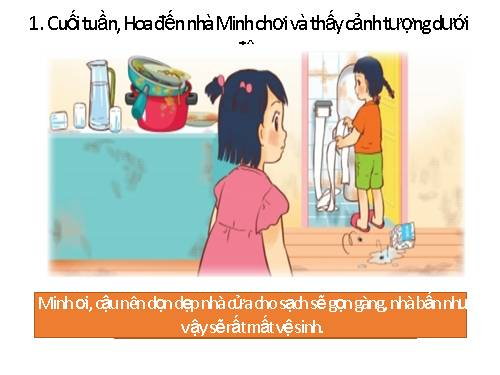 1. Cuối tuần, Hoa đến nhà Minh chơi và thấy cảnh tượng dưới
Minh ơi, cậu nên dọn dẹp nhà cửa cho sạch sẽ gọn gàng, nhà bẩn như
vậy sẽ rất mất vệ sinh.